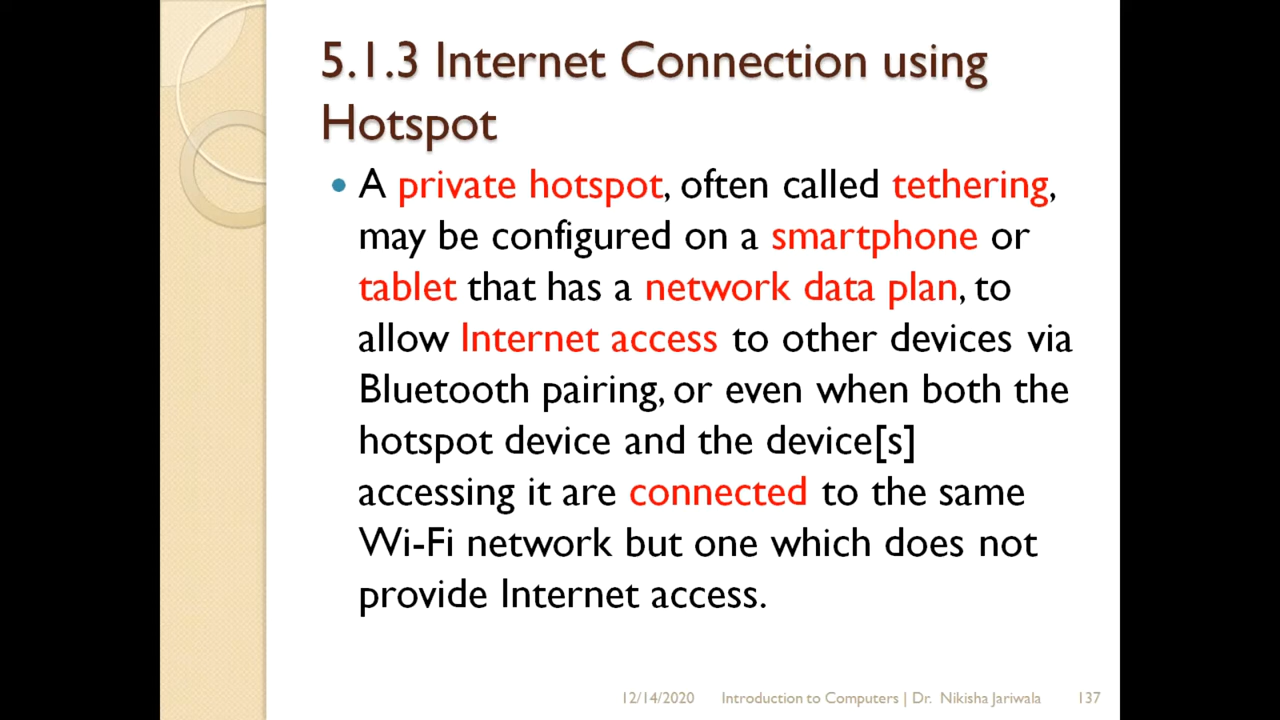 5.1.3 Internet Connection using
Hotspot
• A private hotspot, often called tethering,
may be configured on a smartphone or
tablet that has a network data plan, to
allow Internet access to other devices via
Bluetooth pairing, or even when both the
hotspot device and the device[s]
accessing it are connected to the same
Wi-Fi network but one which does not
provide Internet access.
12/14/2020 Introduction to Computers | Dr. Nikisha Jariwala 137